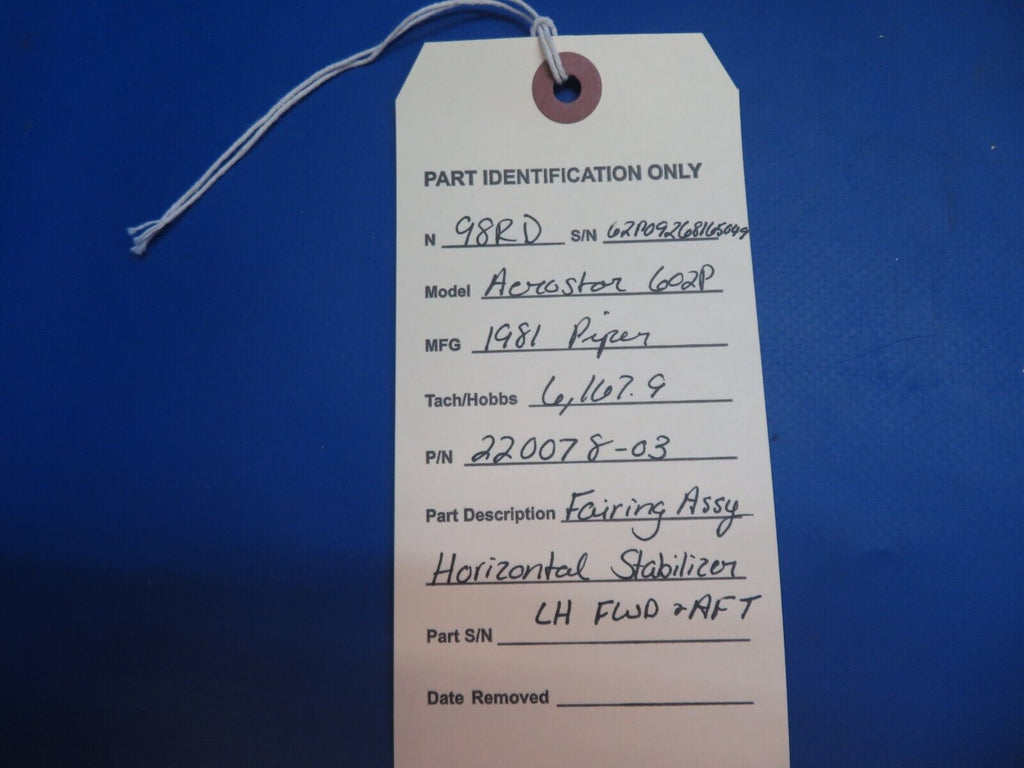 PART IDENTIFICATION ONLY
N 98RD S/N 62P09268165049
Model Aerostar 602P
MFG 1981 Piper
Tach/Hobbs 6,167.9
P/N 220078-03
Part Description Fairing Assy
Horizontal Stabilizer
LH FWD & AFT
Part S/N
Date Removed